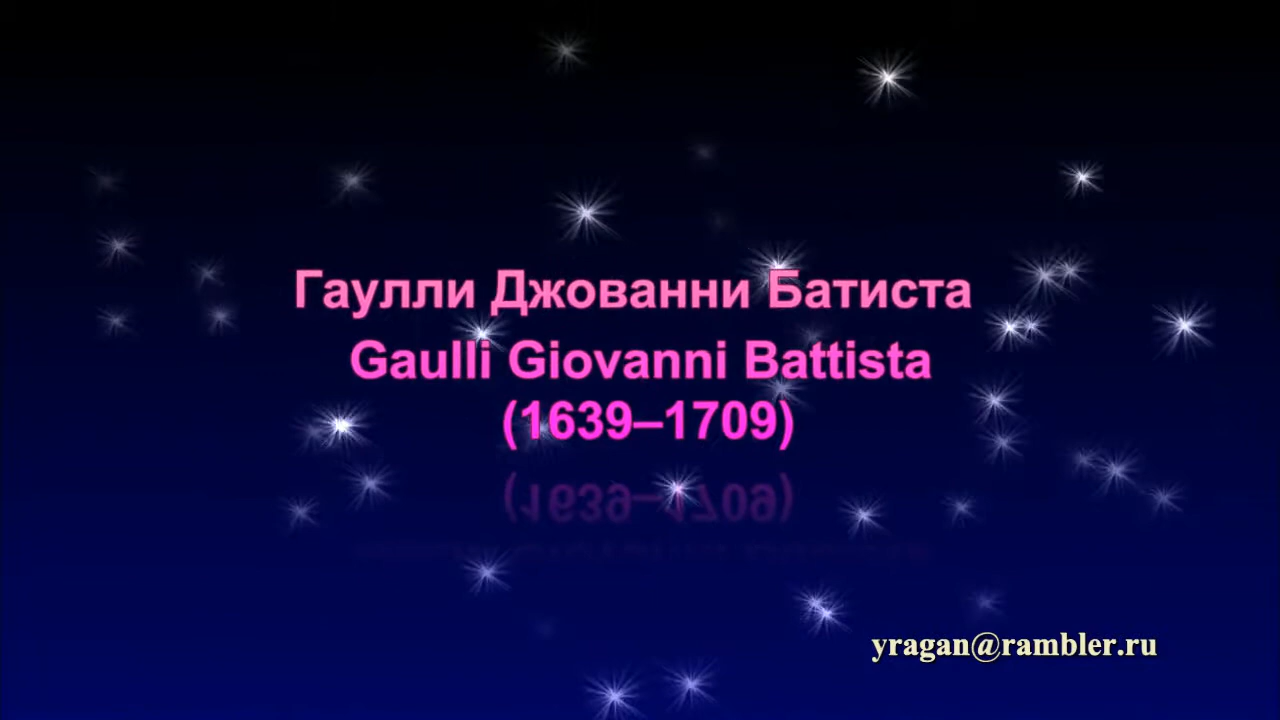 Гаулли Джованни Батиста
Gaulli Giovanni Battista
(1639–1709)
yragan@rambler.ru